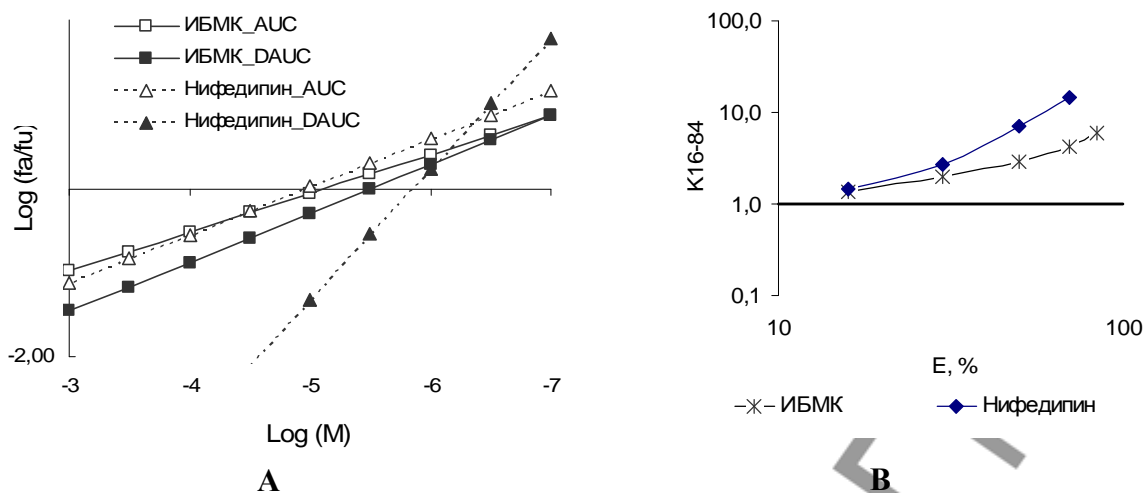 ИБМК_AUC
ИБМК_DAUC
Нифедипин_AUC
Нифедипин_DAUC
Log (fa/fu)
-2,00
-3 -4 -5 -6 -7
Log (M)
A
100,0
10,0
1,0
0,1
K16-84
10 100
E, %
ИБМК Нифедипин
B